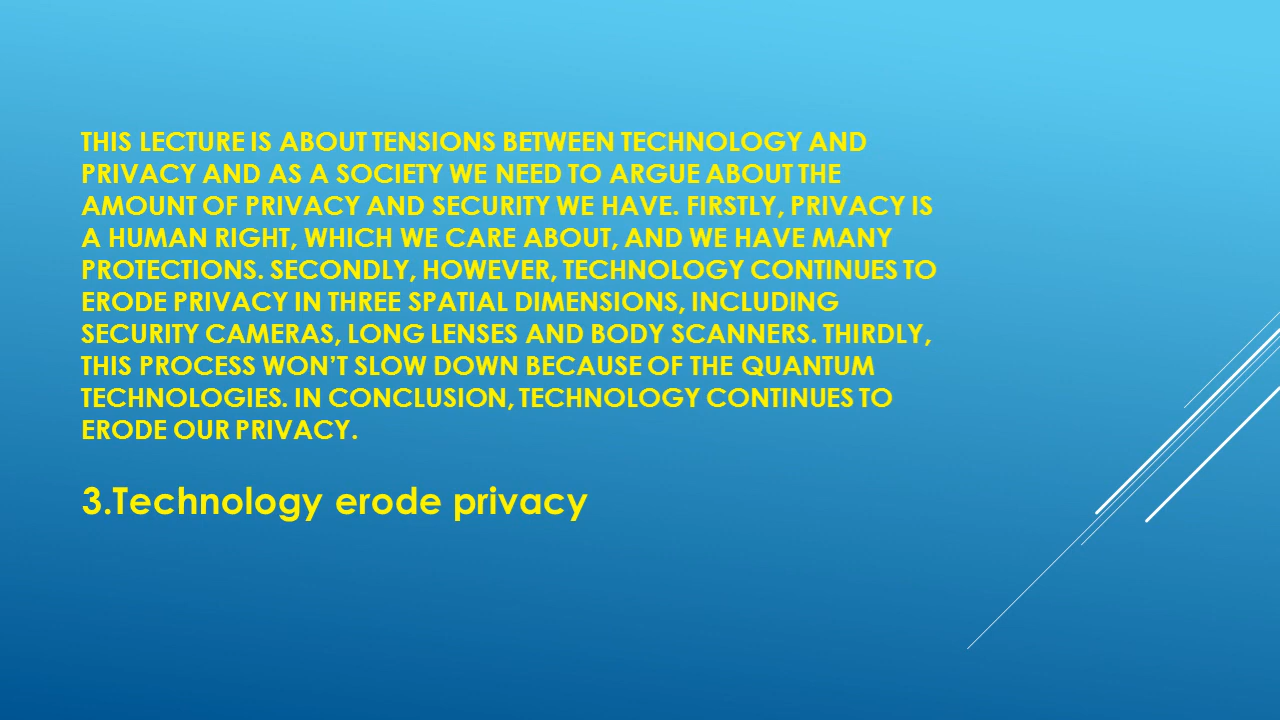 THIS LECTURE IS ABOUT TENSIONS BETWEEN TECHNOLOGY AND
PRIVACY AND AS A SOCIETY WE NEED TO ARGUE ABOUT THE
AMOUNT OF PRIVACY AND SECURITY WE HAVE. FIRSTLY, PRIVACY IS
A HUMAN RIGHT, WHICH WE CARE ABOUT, AND WE HAVE MANY
PROTECTIONS. SECONDLY, HOWEVER, TECHNOLOGY CONTINUES TO
ERODE PRIVACY IN THREE SPATIAL DIMENSIONS, INCLUDING
SECURITY CAMERAS, LONG LENSES AND BODY SCANNERS. THIRDLY,
THIS PROCESS WON’T SLOW DOWN BECAUSE OF THE QUANTUM
TECHNOLOGIES. IN CONCLUSION, TECHNOLOGY CONTINUES TO
ERODE OUR PRIVACY.
3.Technology erode privacy